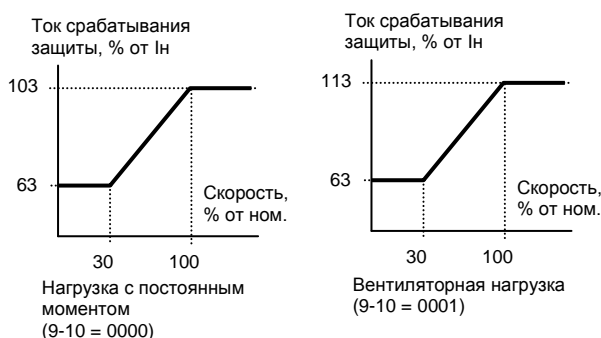 Ток срабатывания
защиты, % от Iн
103
63
Скорость,
% от ном.
30
100
Нагрузка с постоянным
моментом
(9-10 = 0000)
Ток срабатывания
защиты, % от Iн
113
63
Скорость,
% от ном.
30
100
Вентиляторная нагрузка
(9-10 = 0001)